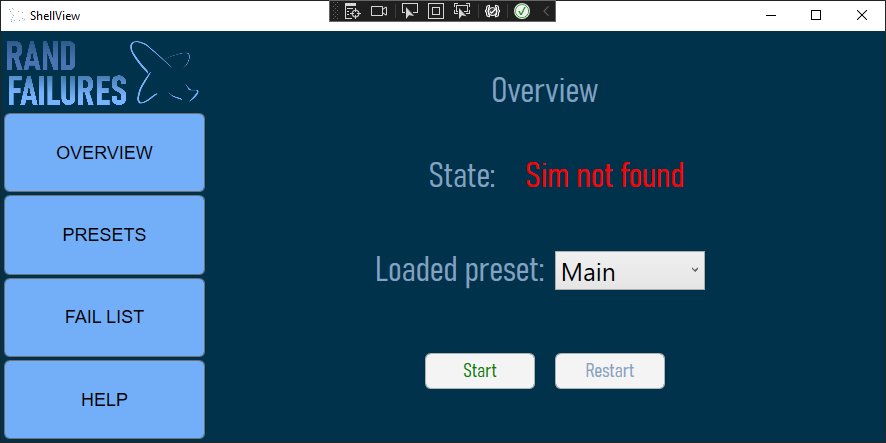 ShellView
RAND
FAILURES
OVERVIEW
PRESETS
FAIL LIST
HELP
Overview
State: Sim not found
Loaded preset: Main
Start Restart